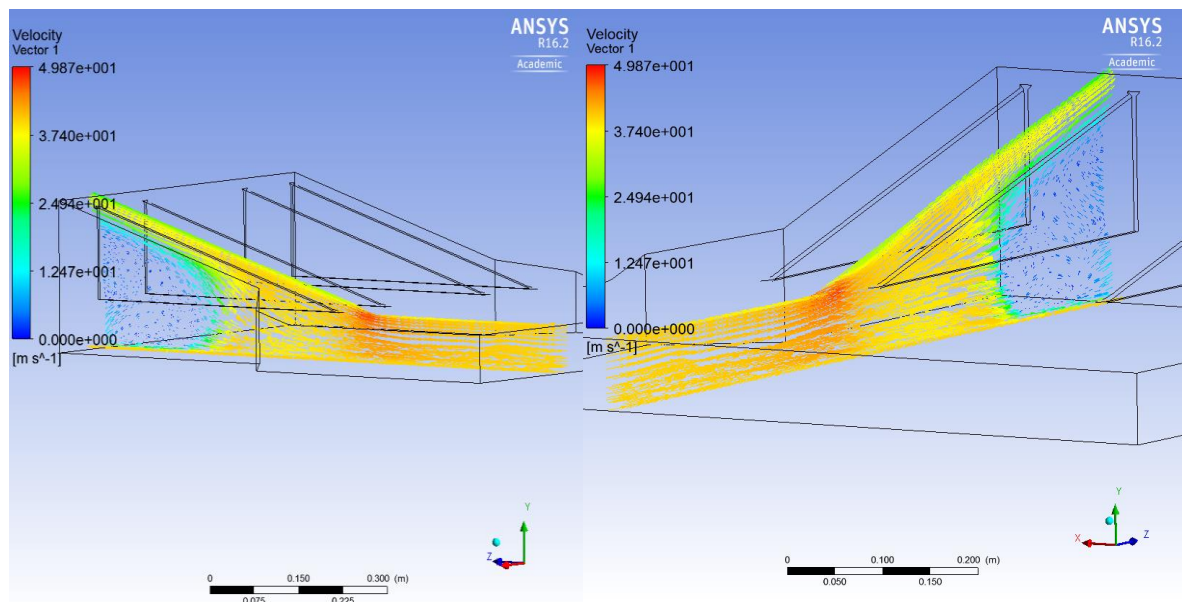 Velocity
Vector 1
4.987e+001
3.740e+001
2.494e+001
1.247e+001
0.000e+000
[m s^-1]
ANSYS
R16.2
Academic
Y
Z
0 0.150 0.300 (m)
0.075 0.225
Velocity
Vector 1
4.987e+001
3.740e+001
2.494e+001
1.247e+001
0.000e+000
[m s^-1]
ANSYS
R16.2
Academic
Y
X Z
0 0.100 0.200 (m)
0.050 0.150